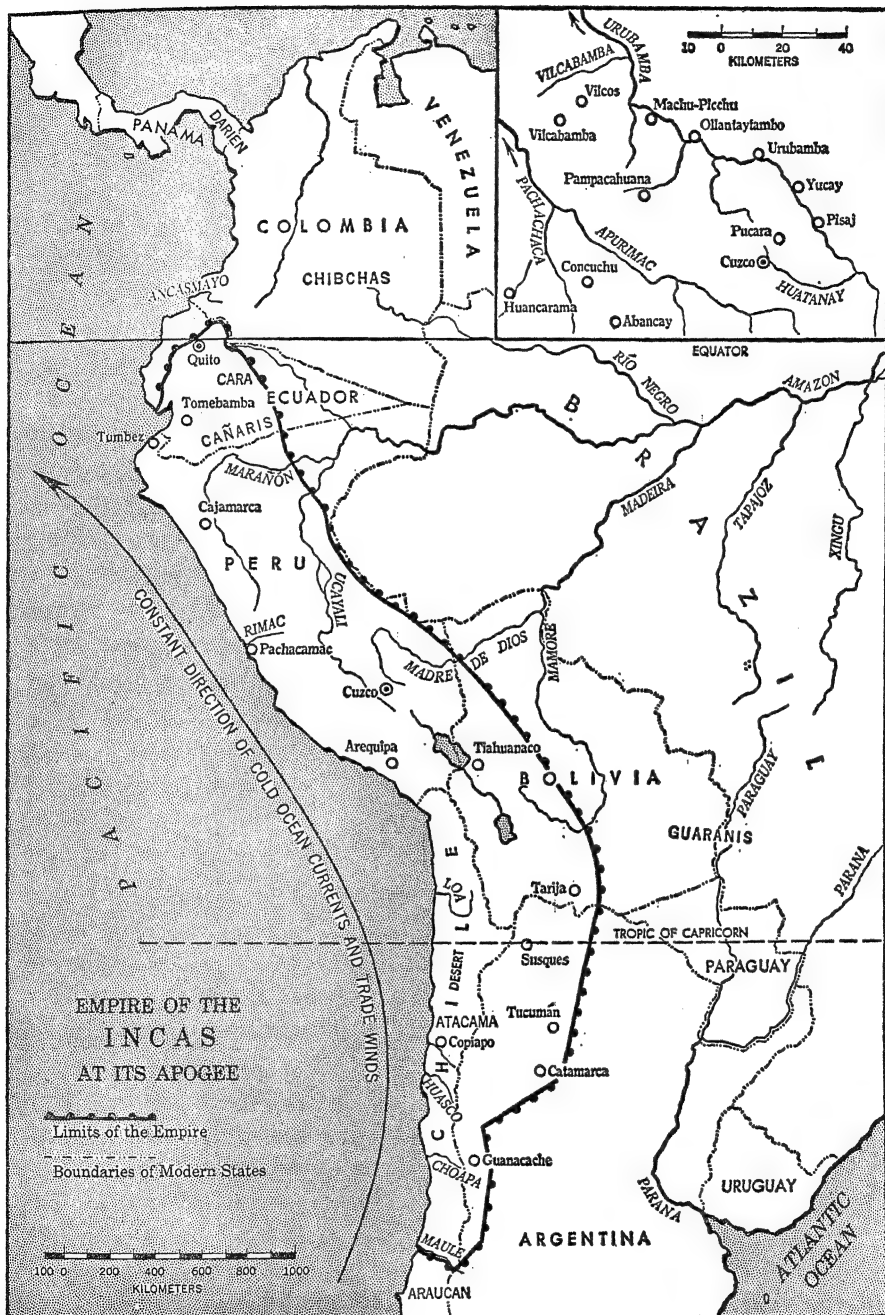 PANAMA
DARIEN
VENEZUELA
COLOMBIA
CHIBCHAS
ANCASMAYO
PACIFIC OCEAN
10 0 20 40
KILOMETERS
URUBAMBA
VILCABAMBA
Vilcos
Vilcabamba
Machu-Picchu
Ollantaytambo
Urubamba
Yucay
Pisaj
Pampacahuana
Pucara
Cuzco
PACHLACHACA
APURIMAC
HUATANAY
Concuchu
Huancarama
Abancay
EQUATOR
Quito
CARA
ECUADOR
Tomebamba
CAÑARIS
Tumbez
MARAÑÓN
RÍO NEGRO
AMAZON
BRAZIL
MADEIRA
TAPAJOZ
XINGU
Cajamarca
PERU
UCAYALI
RIMAC
Pachacamac
MADRE DE DIOS
MAMORE
Cuzco
Arequipa
Tiahuanaco
BOLIVIA
PARAGUAY
GUARANIS
PARANA
CONSTANT DIRECTION OF COLD OCEAN CURRENTS AND TRADE WINDS
CHILE
LOA
Tarija
TROPIC OF CAPRICORN
Susques
PARAGUAY
DESERT
ATACAMA
Tucumán
Copiapo
Catamarca
HUASCO
Guanacache
CHOAPA
PARANA
URUGUAY
MAULE
ARGENTINA
ARAUCAN
ATLANTIC
OCEAN
EMPIRE OF THE
INCAS
AT ITS APOGEE
Limits of the Empire
Boundaries of Modern States
100 0 200 400 600 800 1000
KILOMETERS